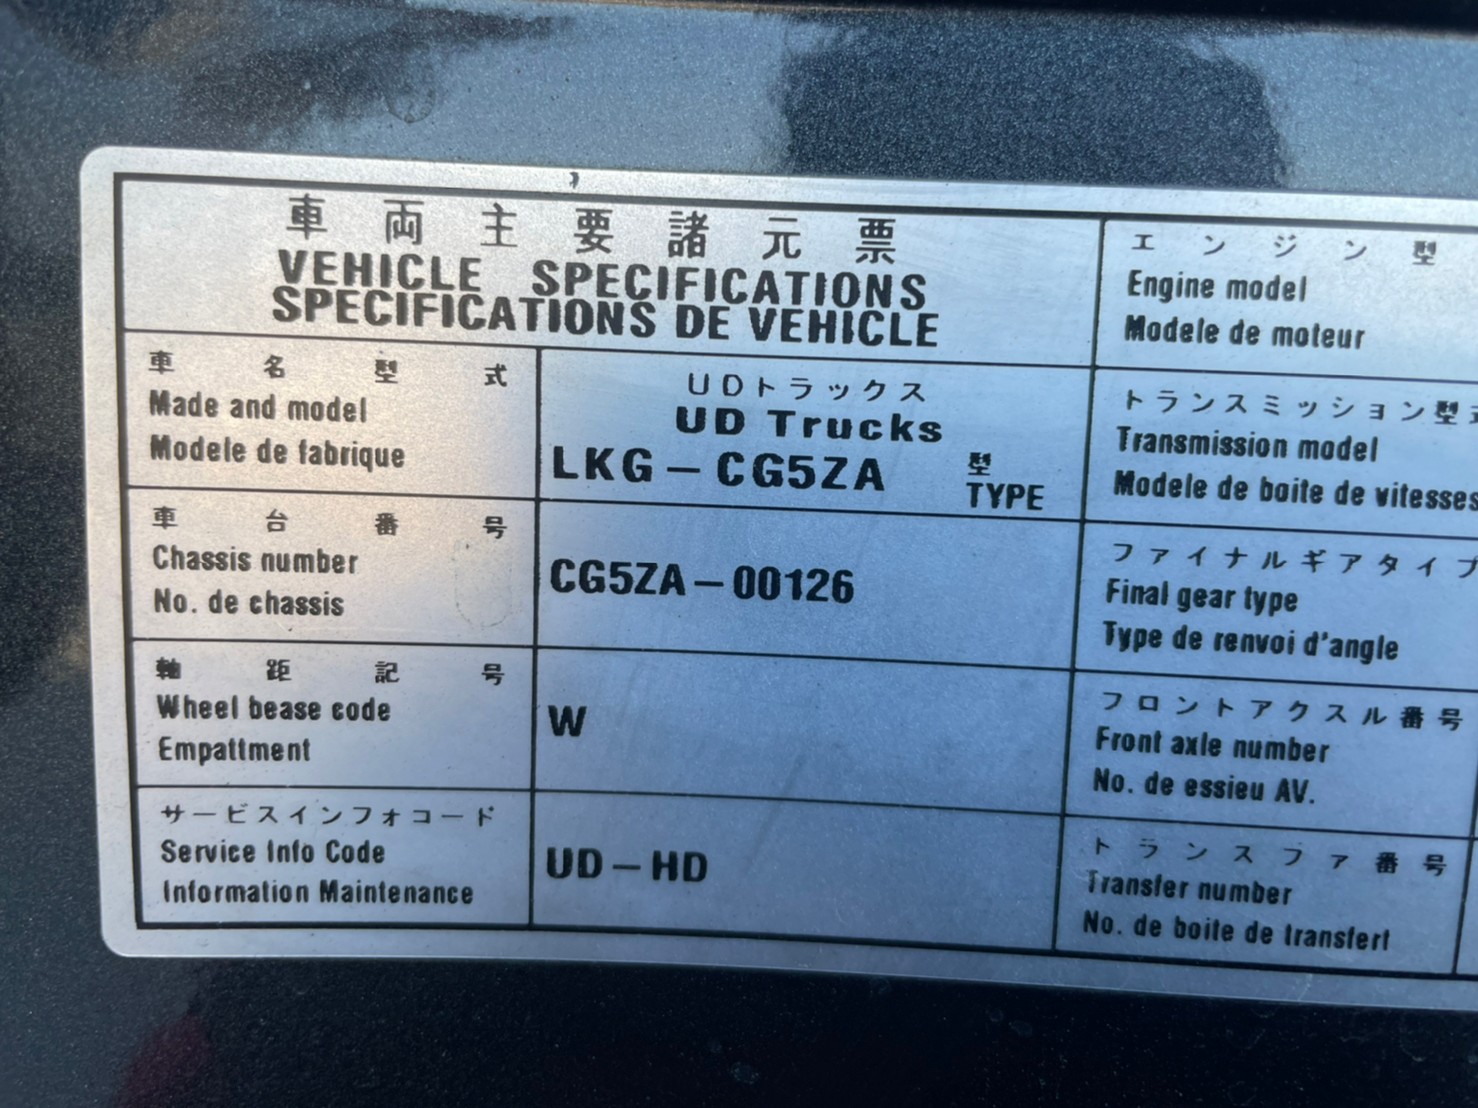 車両主要諸元票
VEHICLE SPECIFICATIONS
SPECIFICATIONS DE VEHICLE
エンジン型
Engine model
Modele de moteur
車名型式
Made and model
Modele de fabrique
UDトラックス
UD Trucks
LKG-CG5ZA 型
TYPE
トランスミッション型式
Transmission model
Modele de boite de vitesses
車台番号
Chassis number
No. de chassis
CG5ZA-00126
ファイナルギアタイプ
Final gear type
Type de renvoi d'angle
軸距記号
Wheel bease code
Empattment
W
フロントアクスル番号
Front axle number
No. de essieu AV.
サービスインフォコード
Service Info Code
Information Maintenance
UD-HD
トランスファ番号
Transfer number
No. de boite de transfert